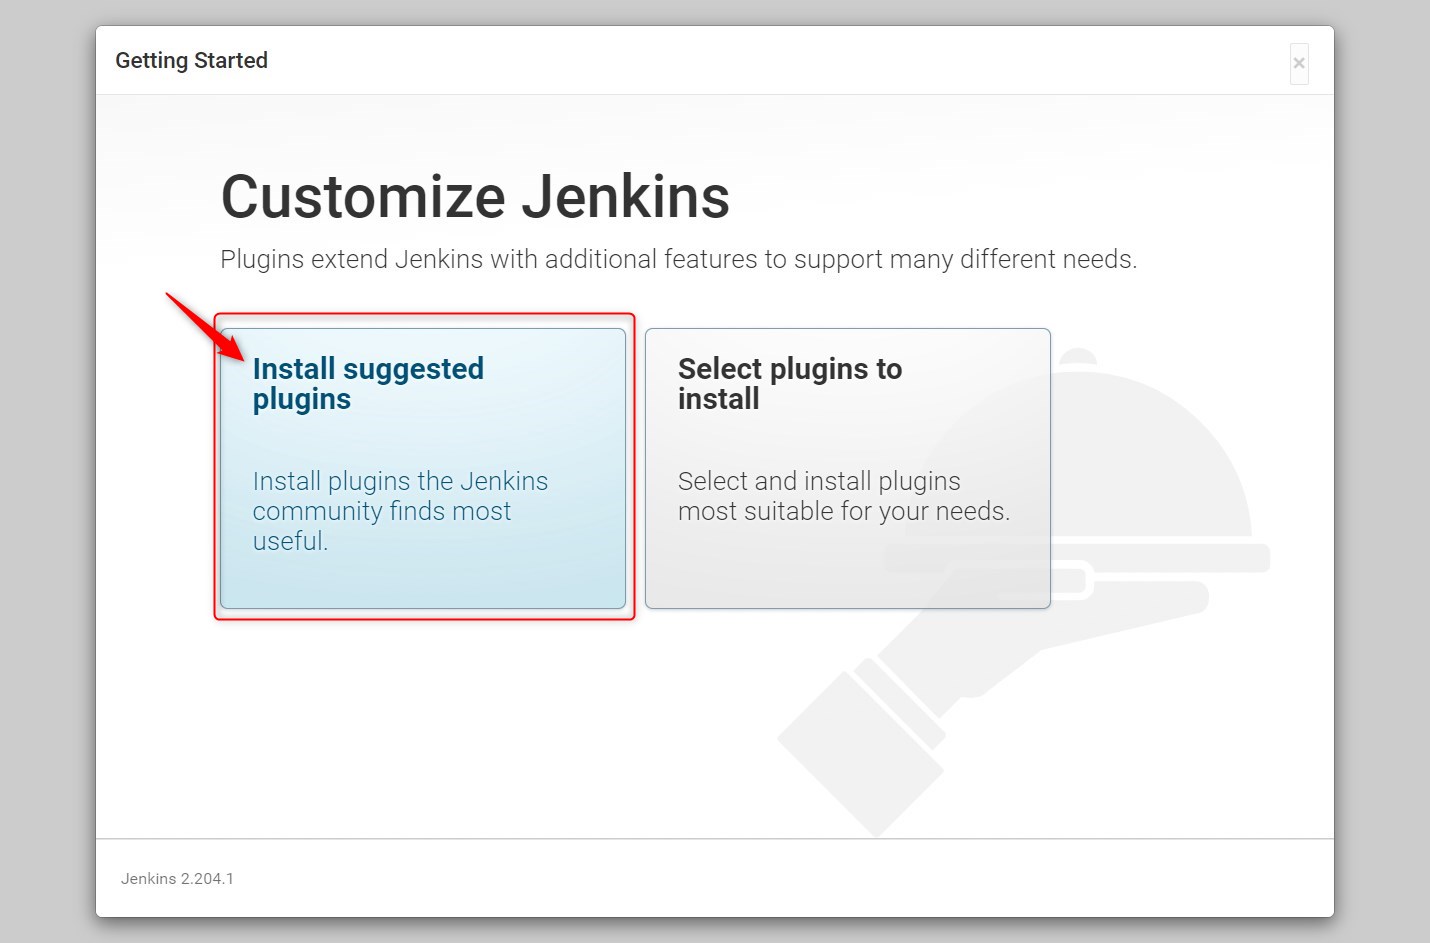 Getting Started
×
Customize Jenkins
Plugins extend Jenkins with additional features to support many different needs.
Install suggested
plugins
Install plugins the Jenkins
community finds most
useful.
Select plugins to
install
Select and install plugins
most suitable for your needs.
Jenkins 2.204.1